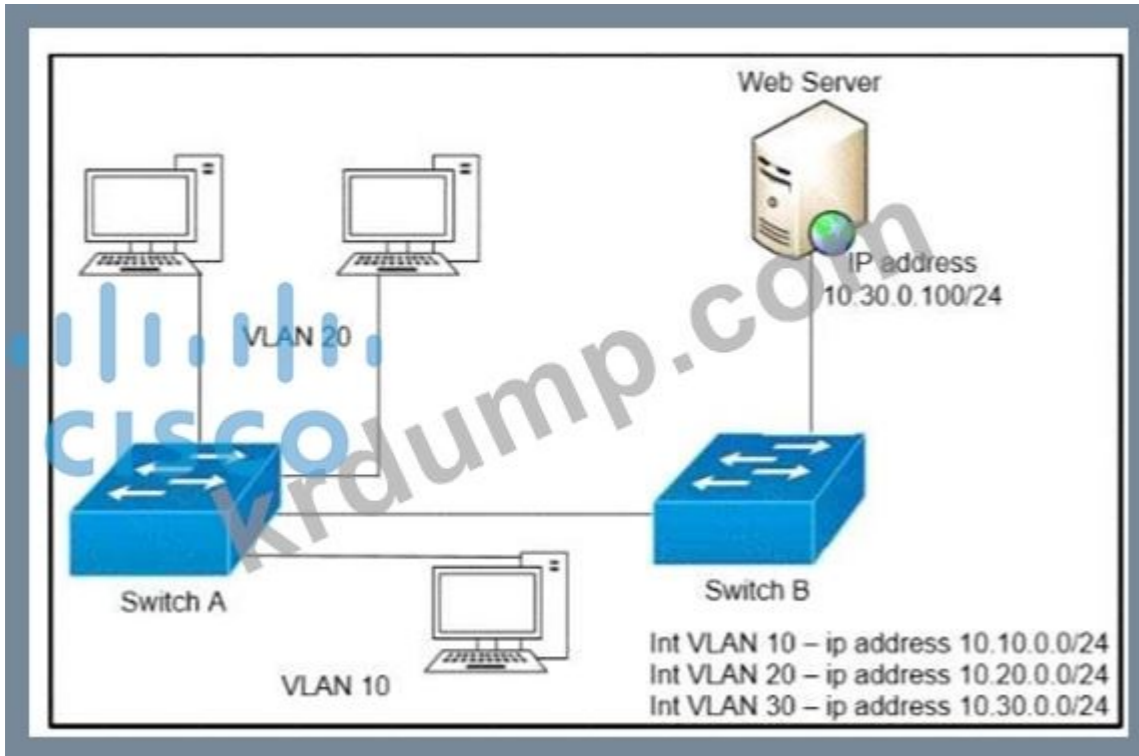 Web Server
IP address
10.30.0.100/24
VLAN 20
CISCO
krdump.com
Switch A
Switch B
VLAN 10
Int VLAN 10 – ip address 10.10.0.0/24
Int VLAN 20 – ip address 10.20.0.0/24
Int VLAN 30 – ip address 10.30.0.0/24